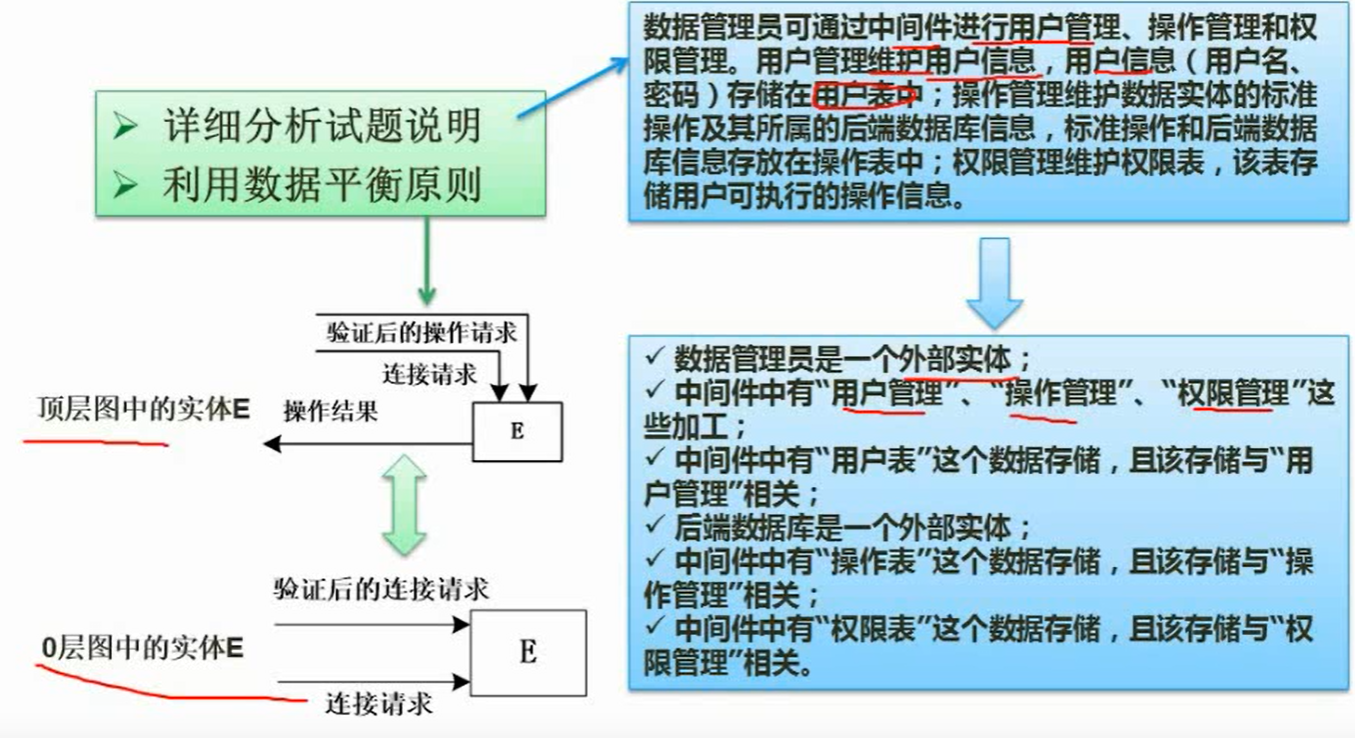 ➢ 详细分析试题说明
➢ 利用数据平衡原则
数据管理员可通过中间件进行用户管理、操作管理和权
限管理。用户管理维护用户信息，用户信息（用户名、
密码）存储在用户表中；操作管理维护数据实体的标准
操作及其所属的后端数据库信息，标准操作和后端数据
库信息存放在操作表中；权限管理维护权限表，该表存
储用户可执行的操作信息。
验证后的操作请求
连接请求
顶层图中的实体E
操作结果
E
验证后的连接请求
0层图中的实体E
E
连接请求
✓ 数据管理员是一个外部实体；
✓ 中间件中有“用户管理”、“操作管理”、“权限管理”这
些加工；
✓ 中间件中有“用户表”这个数据存储，且该存储与“用
户管理”相关；
✓ 后端数据库是一个外部实体；
✓ 中间件中有“操作表”这个数据存储，且该存储与“操
作管理”相关；
✓ 中间件中有“权限表”这个数据存储，且该存储与“权
限管理”相关。